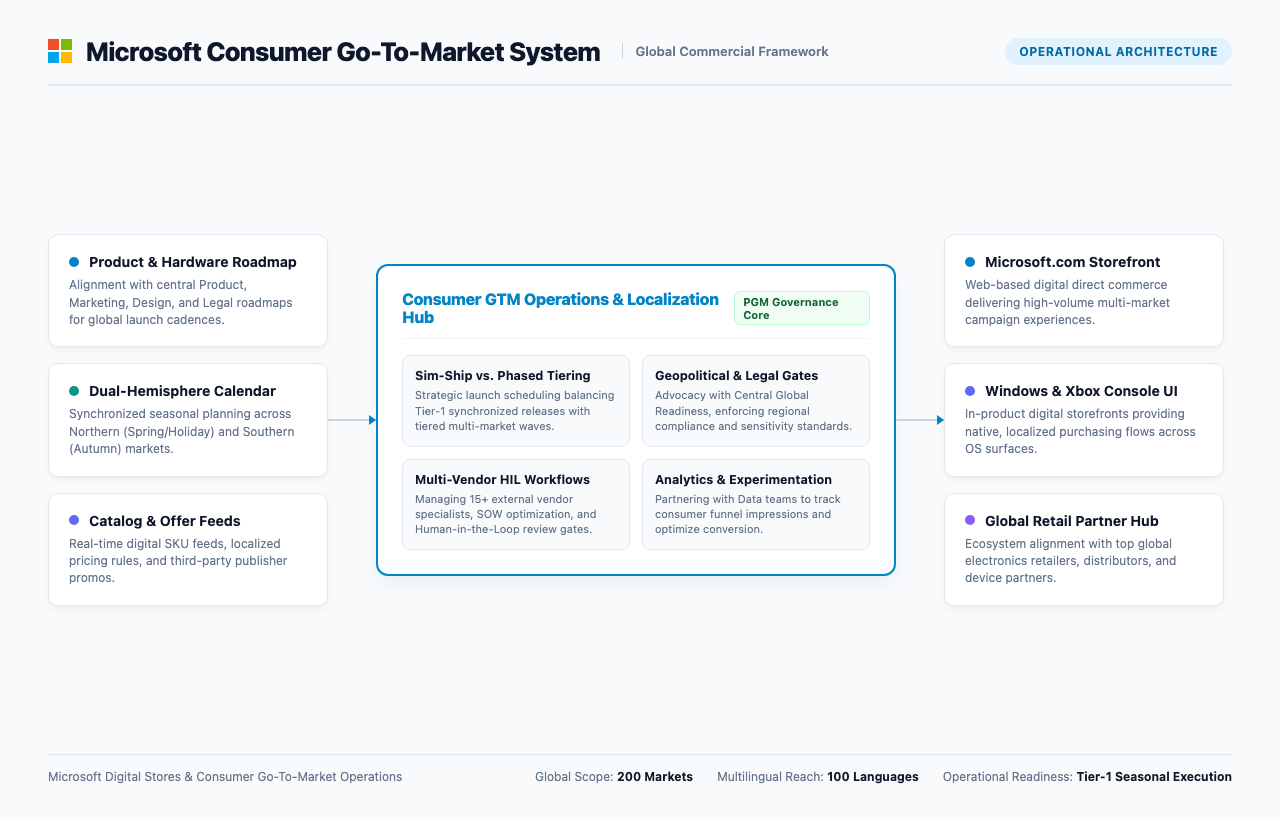 Microsoft Consumer Go-To-Market System
Global Commercial Framework
OPERATIONAL ARCHITECTURE
Product & Hardware Roadmap
Alignment with central Product,
Marketing, Design, and Legal roadmaps
for global launch cadences.
Dual-Hemisphere Calendar
Synchronized seasonal planning across
Northern (Spring/Holiday) and Southern
(Autumn) markets.
Catalog & Offer Feeds
Real-time digital SKU feeds, localized
pricing rules, and third-party publisher
promos.
Consumer GTM Operations & Localization
Hub
PGM Governance
Core
Sim-Ship vs. Phased Tiering
Strategic launch scheduling balancing
Tier-1 synchronized releases with
tiered multi-market waves.
Geopolitical & Legal Gates
Advocacy with Central Global
Readiness, enforcing regional
compliance and sensitivity standards.
Multi-Vendor HIL Workflows
Managing 15+ external vendor
specialists, SOW optimization, and
Human-in-the-Loop review gates.
Analytics & Experimentation
Partnering with Data teams to track
consumer funnel impressions and
optimize conversion.
Microsoft.com Storefront
Web-based digital direct commerce
delivering high-volume multi-market
campaign experiences.
Windows & Xbox Console UI
In-product digital storefronts providing
native, localized purchasing flows across
OS surfaces.
Global Retail Partner Hub
Ecosystem alignment with top global
electronics retailers, distributors, and
device partners.
Microsoft Digital Stores & Consumer Go-To-Market Operations
Global Scope: 200 Markets
Multilingual Reach: 100 Languages
Operational Readiness: Tier-1 Seasonal Execution